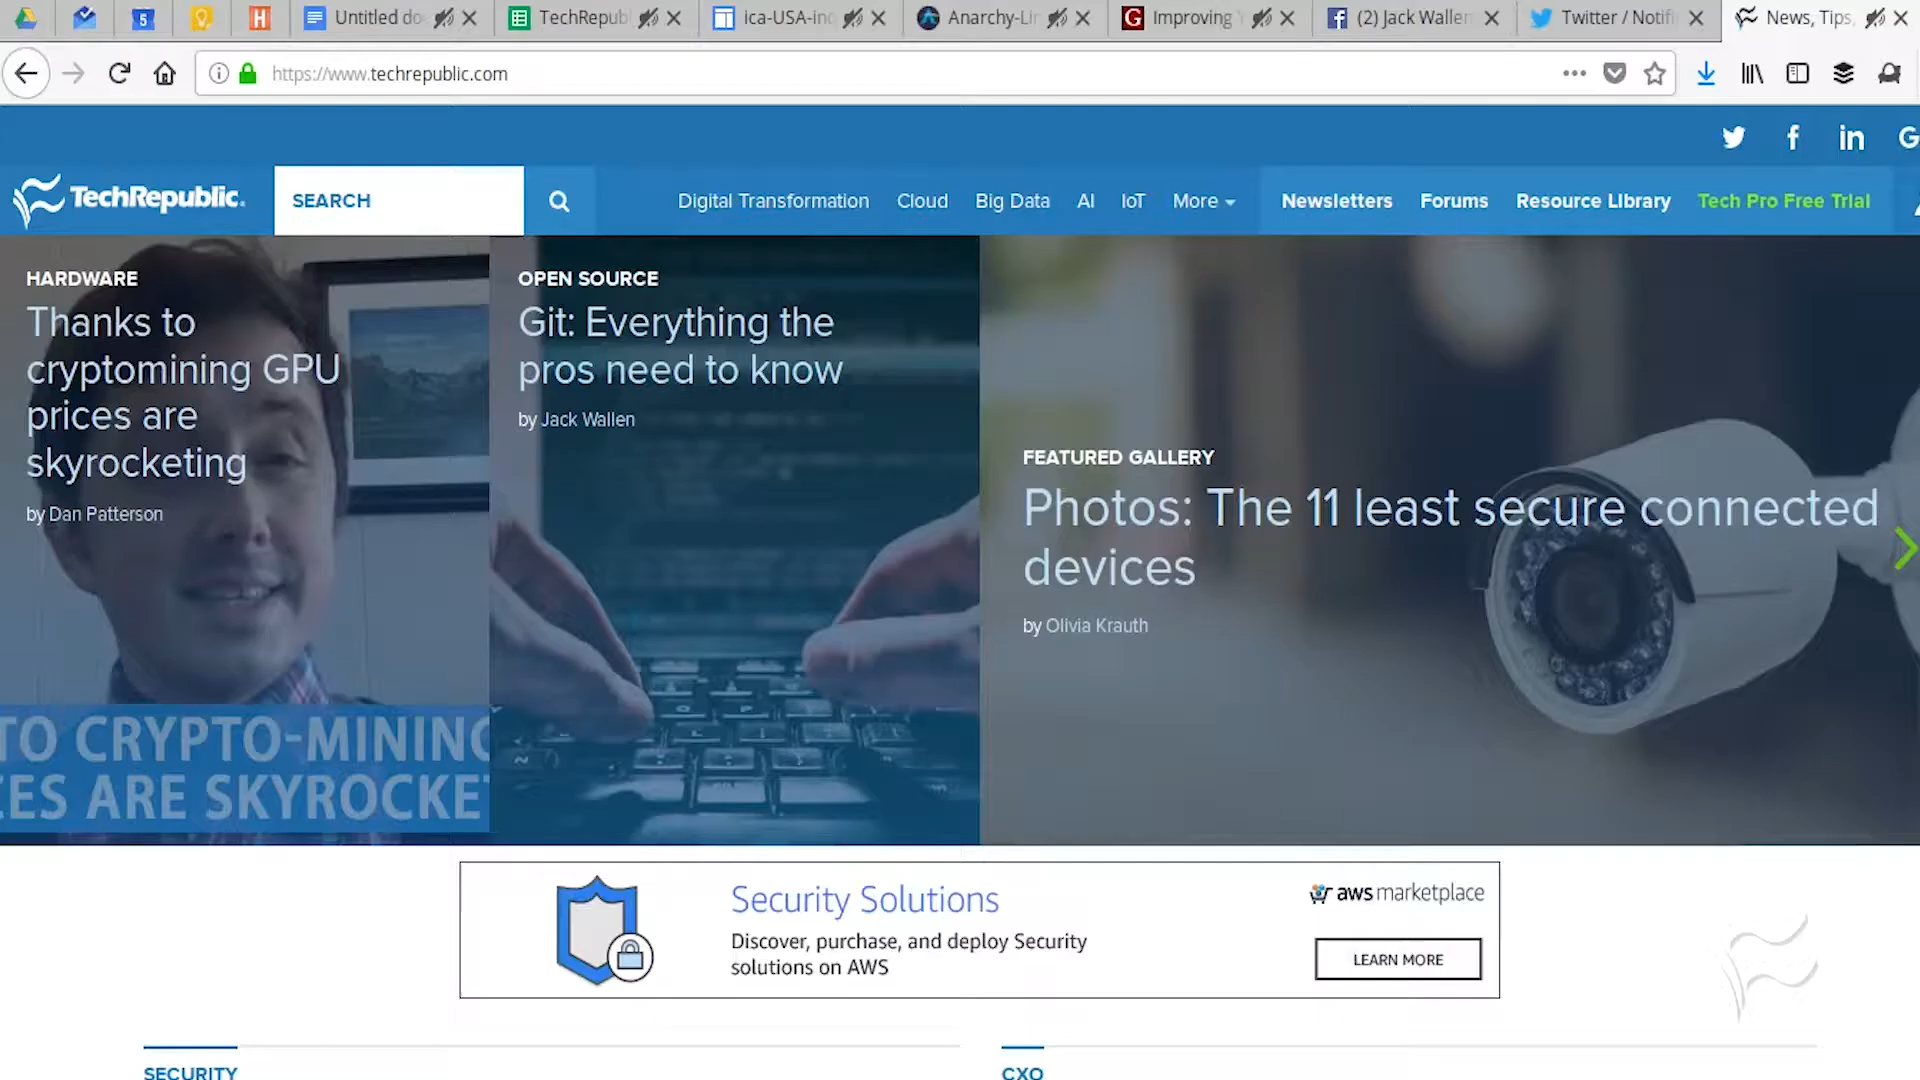 5
H
Untitled do
TechRepubl
ica-USA-ind
Anarchy-Li
G
Improving
(2) Jack Wallen
Twitter / Notifi
News, Tips,
https://www.techrepublic.com
TechRepublic.
SEARCH
Digital Transformation
Cloud
Big Data
AI
IoT
More
Newsletters
Forums
Resource Library
Tech Pro Free Trial
HARDWARE
Thanks to
cryptomining GPU
prices are
skyrocketing
by Dan Patterson
TO CRYPTO-MINING
CES ARE SKYROCKE
OPEN SOURCE
Git: Everything the
pros need to know
by Jack Wallen
FEATURED GALLERY
Photos: The 11 least secure connected
devices
by Olivia Krauth
Security Solutions
Discover, purchase, and deploy Security
solutions on AWS
aws marketplace
LEARN MORE
SECURITY
CXO